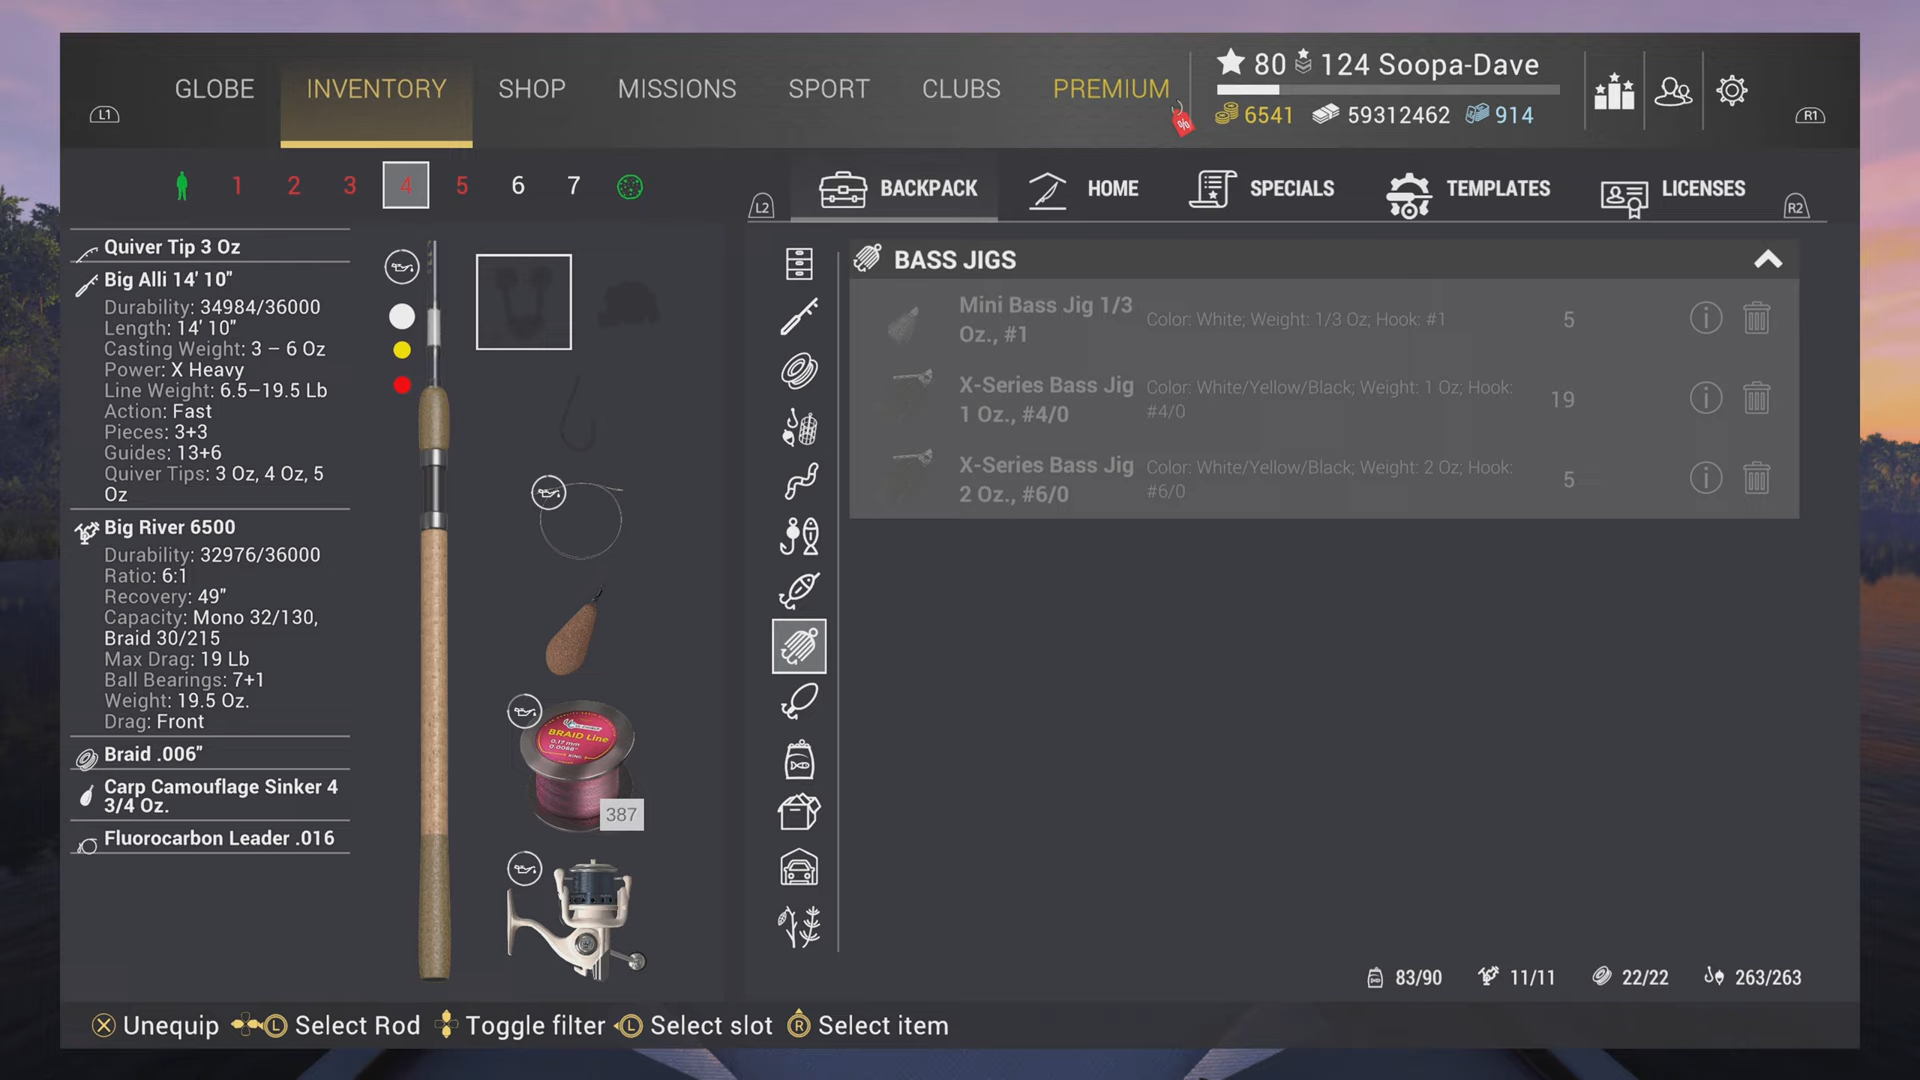 GLOBE INVENTORY SHOP MISSIONS SPORT CLUBS PREMIUM
%
80 124 Soopa-Dave
6541 59312462 914
L1
R1
1 2 3 4 5 6 7
L2
BACKPACK HOME SPECIALS TEMPLATES LICENSES
R2
Quiver Tip 3 Oz
Big Alli 14' 10"
Durability: 34984/36000
Length: 14' 10"
Casting Weight: 3 – 6 Oz
Power: X Heavy
Line Weight: 6.5–19.5 Lb
Action: Fast
Pieces: 3+3
Guides: 13+6
Quiver Tips: 3 Oz, 4 Oz, 5
Oz
Big River 6500
Durability: 32976/36000
Ratio: 6:1
Recovery: 49"
Capacity: Mono 32/130,
Braid 30/215
Max Drag: 19 Lb
Ball Bearings: 7+1
Weight: 19.5 Oz.
Drag: Front
Braid .006"
Carp Camouflage Sinker 4
3/4 Oz.
Fluorocarbon Leader .016
BRAID Line
0.17 mm
0.0068"
387
BASS JIGS
Mini Bass Jig 1/3
Oz., #1
Color: White; Weight: 1/3 Oz; Hook: #1
5
X-Series Bass Jig
1 Oz., #4/0
Color: White/Yellow/Black; Weight: 1 Oz; Hook:
#4/0
19
X-Series Bass Jig
2 Oz., #6/0
Color: White/Yellow/Black; Weight: 2 Oz; Hook:
#6/0
5
83/90 11/11 22/22 263/263
Unequip L Select Rod Toggle filter L Select slot R Select item